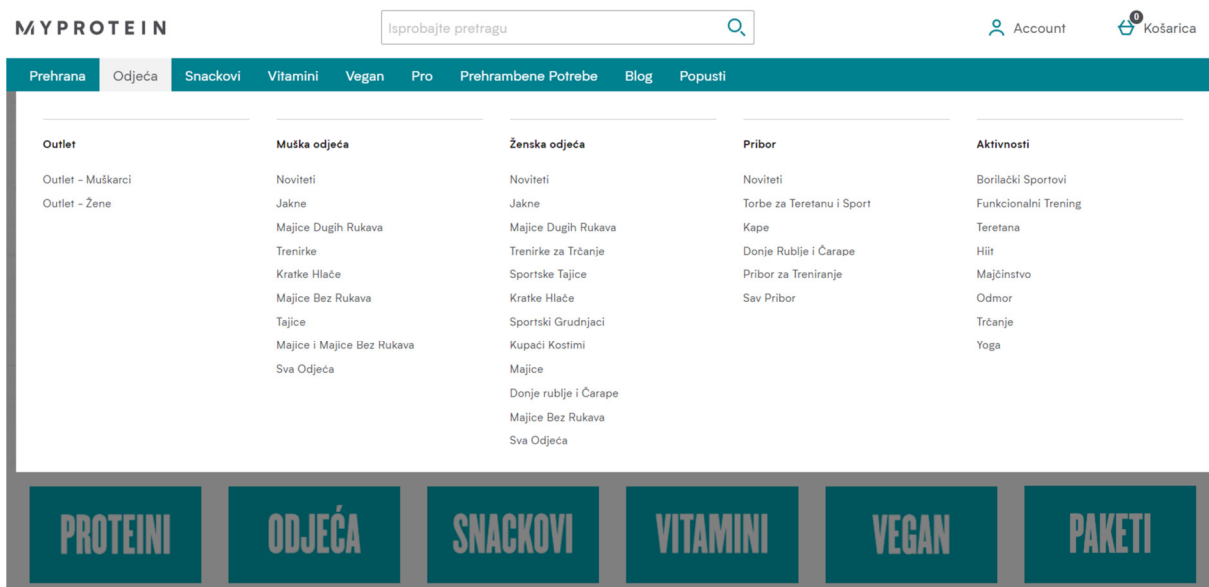 MYPROTEIN
Isprobajte pretragu
Account
0
Košarica
Prehrana
Odjeća
Snackovi
Vitamini
Vegan
Pro
Prehrambene Potrebe
Blog
Popusti
Outlet
Outlet - Muškarci
Outlet - Žene
Muška odjeća
Noviteti
Jakne
Majice Dugih Rukava
Trenirke
Kratke Hlače
Majice Bez Rukava
Tajice
Majice i Majice Bez Rukava
Sva Odjeća
Ženska odjeća
Noviteti
Jakne
Majice Dugih Rukava
Trenirke za Trčanje
Sportske Tajice
Kratke Hlače
Sportski Grudnjaci
Kupaći Kostimi
Majice
Donje rublje i Čarape
Majice Bez Rukava
Sva Odjeća
Pribor
Noviteti
Torbe za Teretanu i Sport
Kape
Donje Rublje i Čarape
Pribor za Treniranje
Sav Pribor
Aktivnosti
Borilački Sportovi
Funkcionalni Trening
Teretana
Hiit
Majčinstvo
Odmor
Trčanje
Yoga
PROTEINI
ODJEĆA
SNACKOVI
VITAMINI
VEGAN
PAKETI